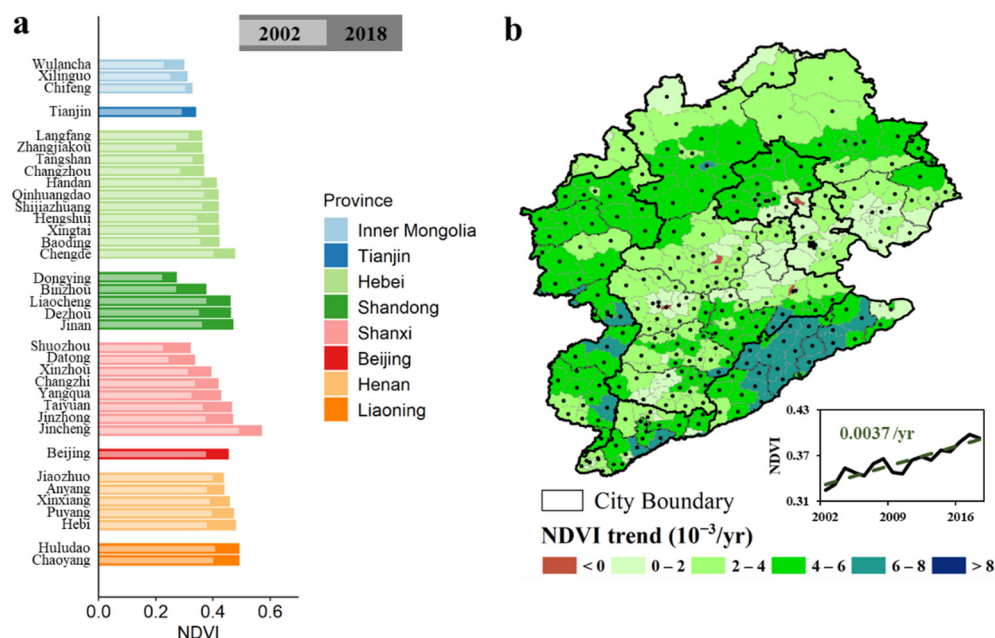 a
2002 2018
Wulancha
Xilinguo
Chifeng
Tianjin
Langfang
Zhangjiakou
Tangshan
Changzhou
Handan
Qinhuangdao
Shijiazhuang
Hengshui
Xingtai
Baoding
Chengde
Dongying
Binzhou
Liaocheng
Dezhou
Jinan
Shuozhou
Datong
Xinzhou
Changzhi
Yangqua
Taiyuan
Jinzhong
Jincheng
Beijing
Jiaozhuo
Anyang
Xinxiang
Puyang
Hebi
Huludao
Chaoyang
0.0 0.2 0.4 0.6
NDVI
Province
Inner Mongolia
Tianjin
Hebei
Shandong
Shanxi
Beijing
Henan
Liaoning
b
0.43
0.37
0.31
NDVI
0.0037 /yr
2002 2009 2016
City Boundary
NDVI trend (10⁻³/yr)
< 0 0 – 2 2 – 4 4 – 6 6 – 8 > 8